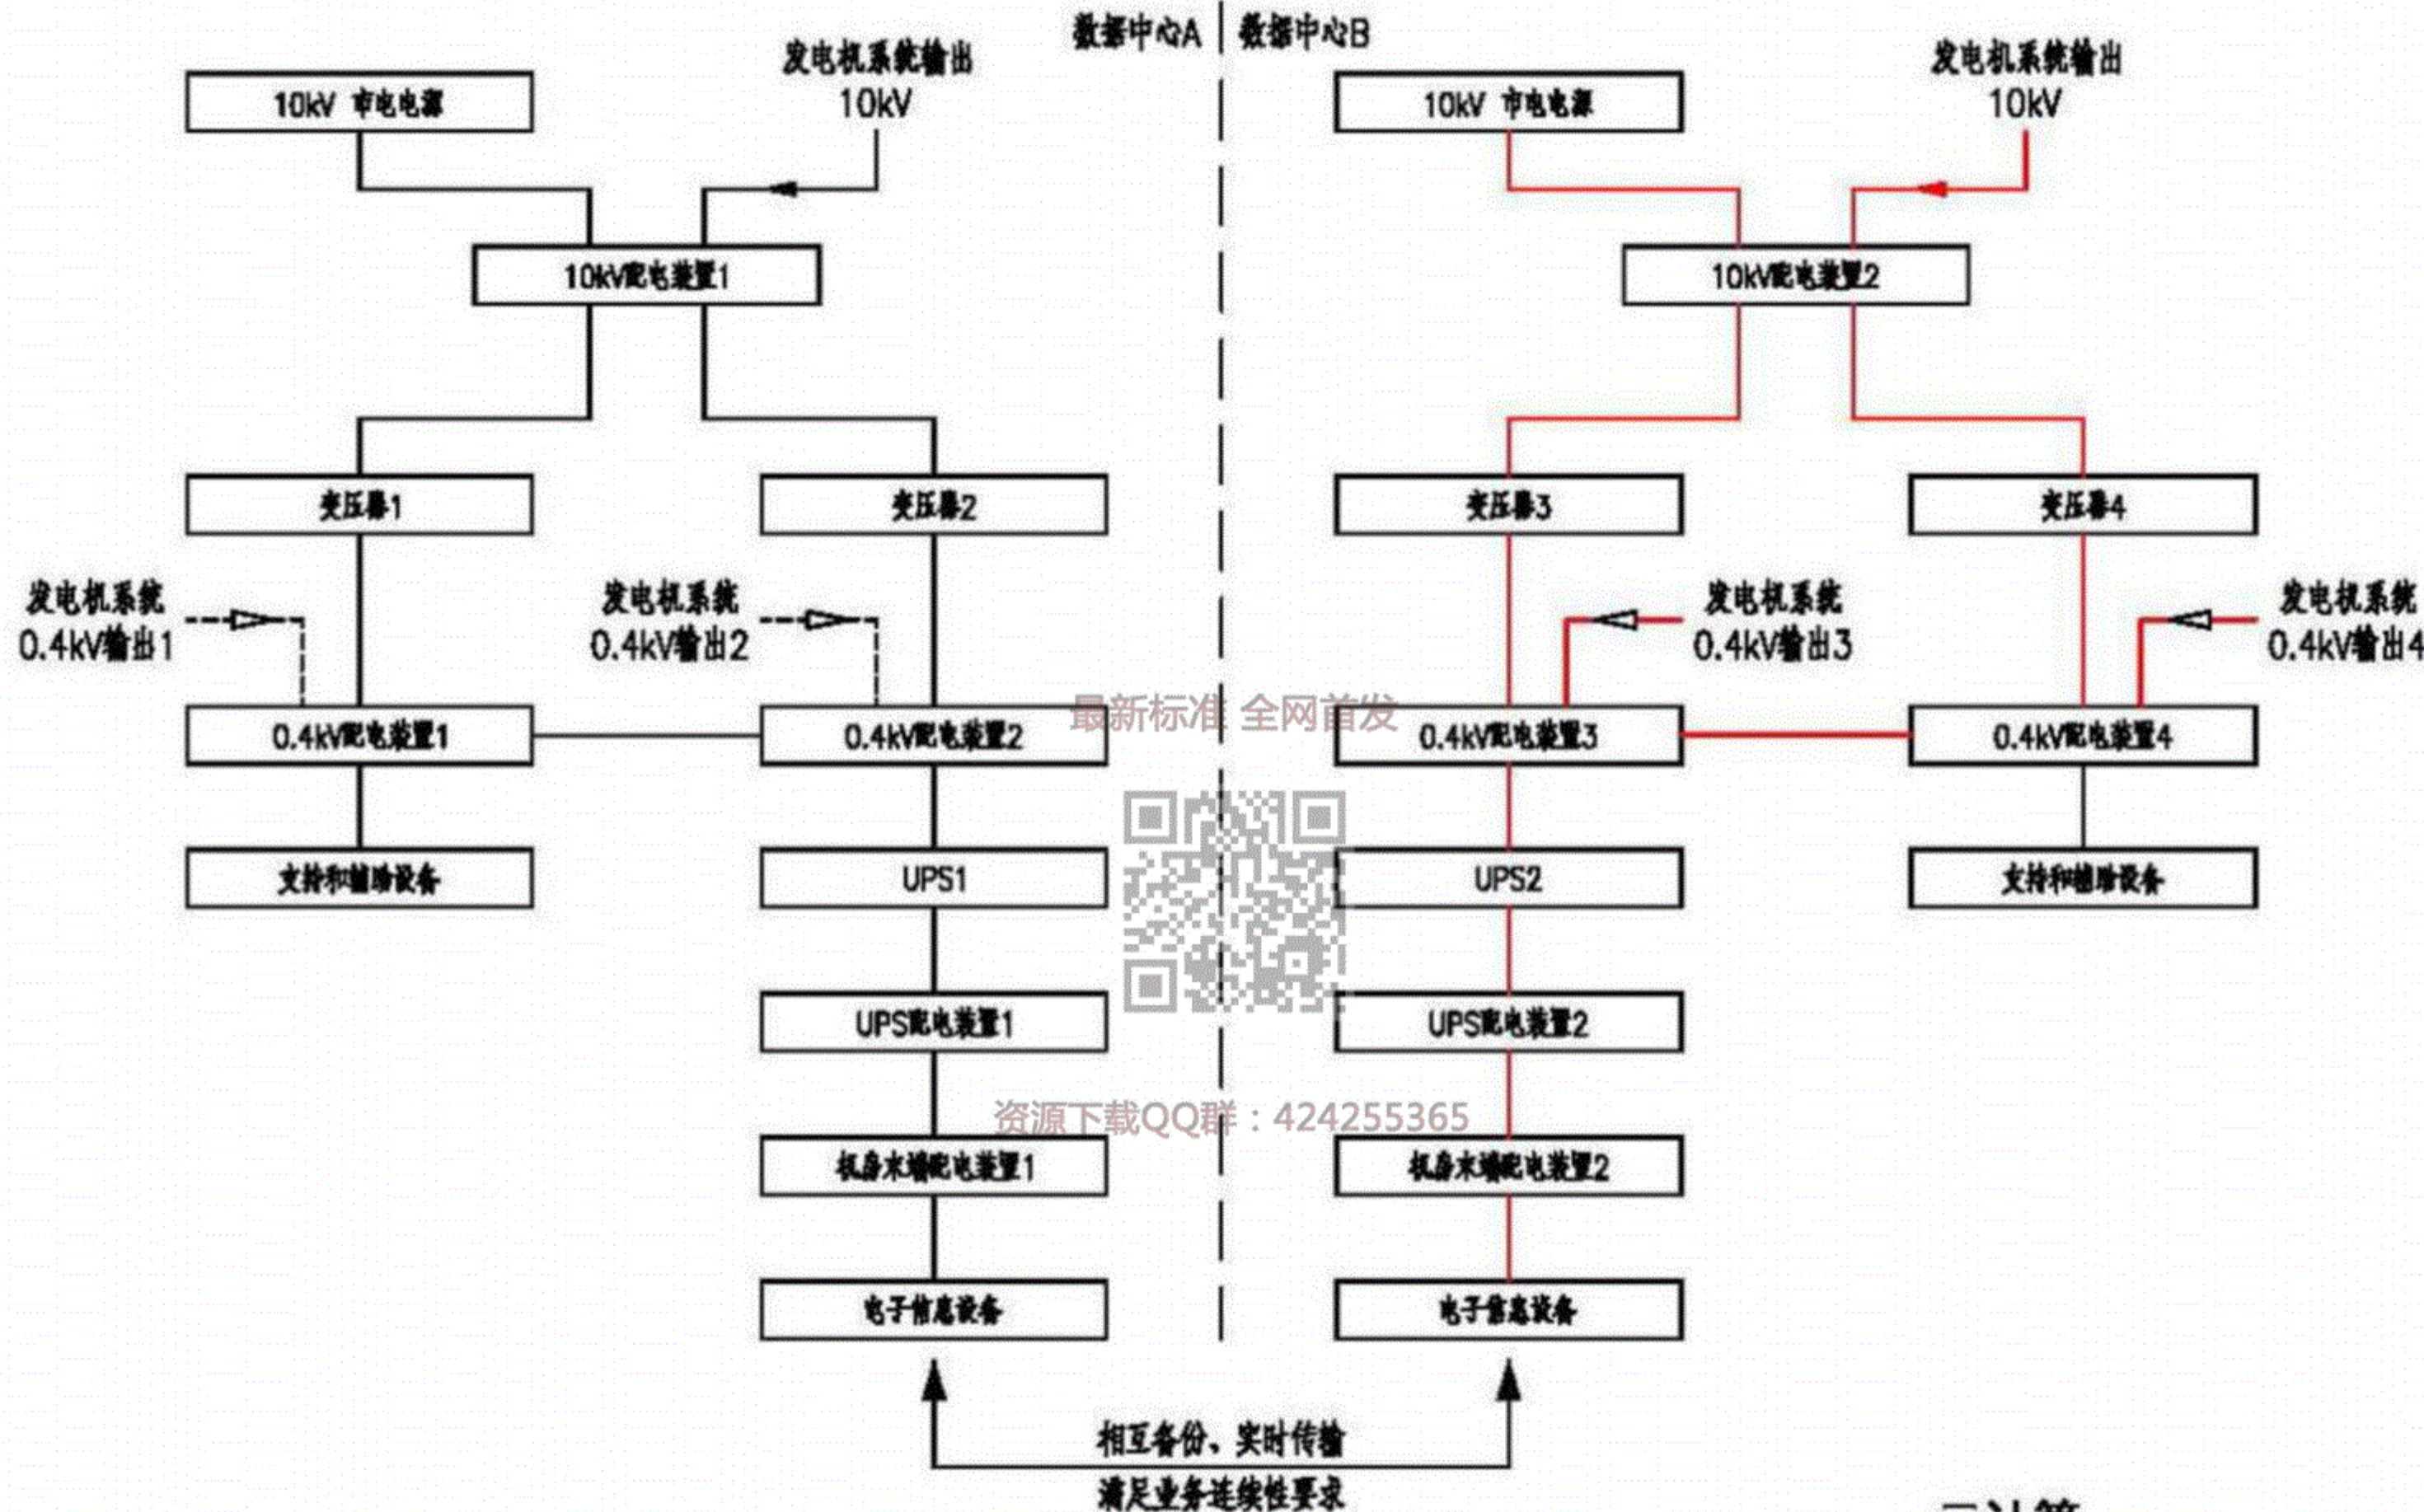 数据中心A
数据中心B
发电机系统输出
10kV
发电机系统输出
10kV
10kV 市电电源
10kV 市电电源
10kV配电装置1
10kV配电装置2
变压器1
变压器2
变压器3
变压器4
发电机系统
0.4kV输出1
发电机系统
0.4kV输出2
发电机系统
0.4kV输出3
发电机系统
0.4kV输出4
最新标准 全网首发
0.4kV配电装置1
0.4kV配电装置2
0.4kV配电装置3
0.4kV配电装置4
支持和辅助设备
UPS1
UPS2
支持和辅助设备
UPS配电装置1
UPS配电装置2
资源下载QQ群：424255365
机房末端配电装置1
机房末端配电装置2
电子信息设备
电子信息设备
相互备份、实时传输
满足业务连续性要求